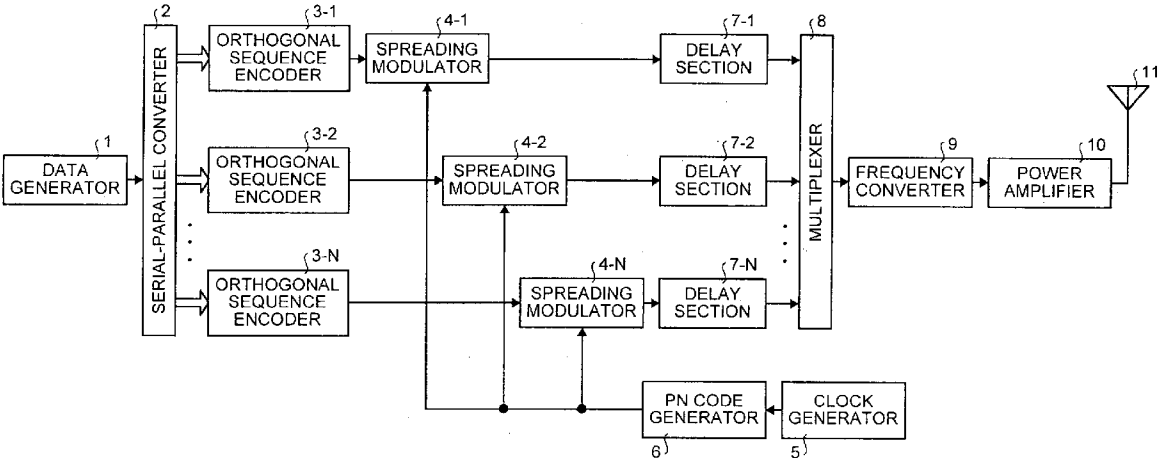 2
SERIAL-PARALLEL CONVERTER
3-1
ORTHOGONAL
SEQUENCE
ENCODER
4-1
SPREADING
MODULATOR
7-1
DELAY
SECTION
8
MULTIPLEXER
11
1
DATA
GENERATOR
3-2
ORTHOGONAL
SEQUENCE
ENCODER
4-2
SPREADING
MODULATOR
7-2
DELAY
SECTION
9
FREQUENCY
CONVERTER
10
POWER
AMPLIFIER
3-N
ORTHOGONAL
SEQUENCE
ENCODER
4-N
SPREADING
MODULATOR
7-N
DELAY
SECTION
PN CODE
GENERATOR
6
CLOCK
GENERATOR
5